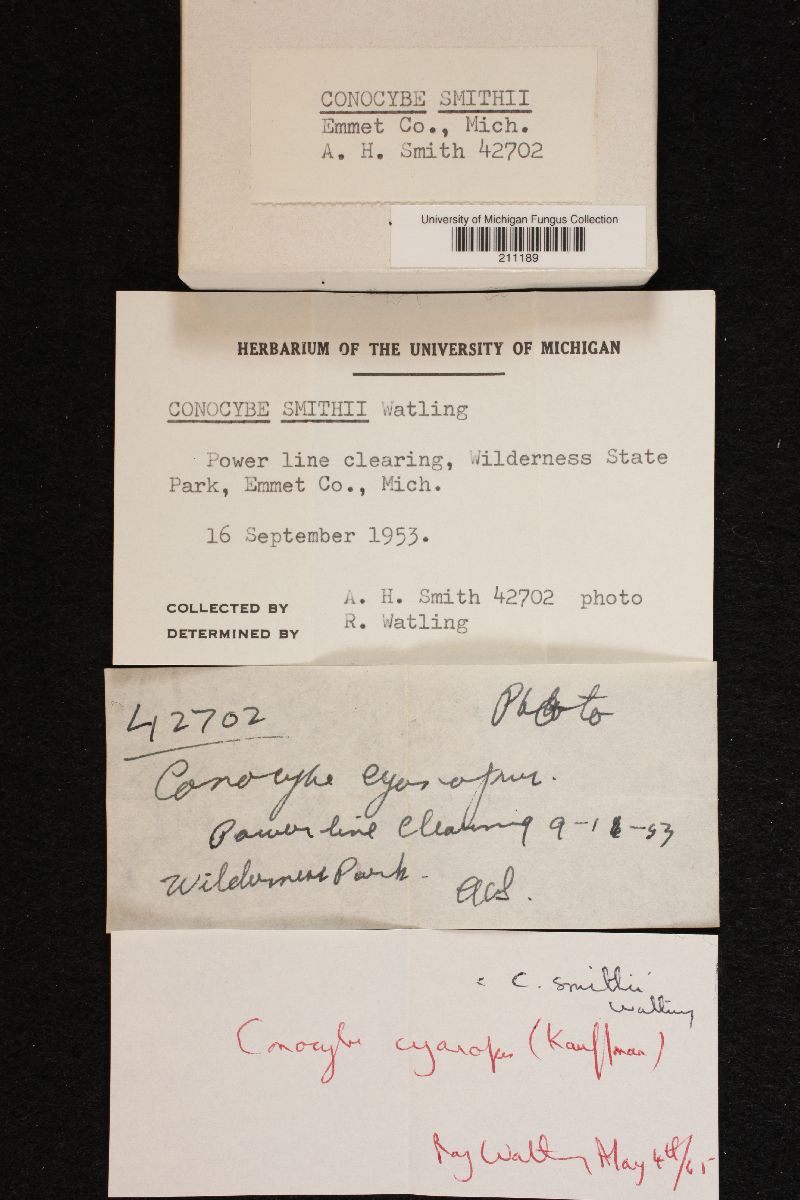 CONOCYBE SMITHII
Emmet Co., Mich.
A. H. Smith 42702
University of Michigan Fungus Collection
211189
HERBARIUM OF THE UNIVERSITY OF MICHIGAN
CONOCYBE SMITHII Watling
Power line clearing, Wilderness State
Park, Emmet Co., Mich.
16 September 1953.
COLLECTED BY A. H. Smith 42702 photo
DETERMINED BY R. Watling
42702 Photo
Conocybe cyanopus.
Power line Clearing 9-16-53
Wilderness Park.
= C. smithii
Watling
Conocybe cyanopus (Kauffman)
Roy Watling May 4th/65